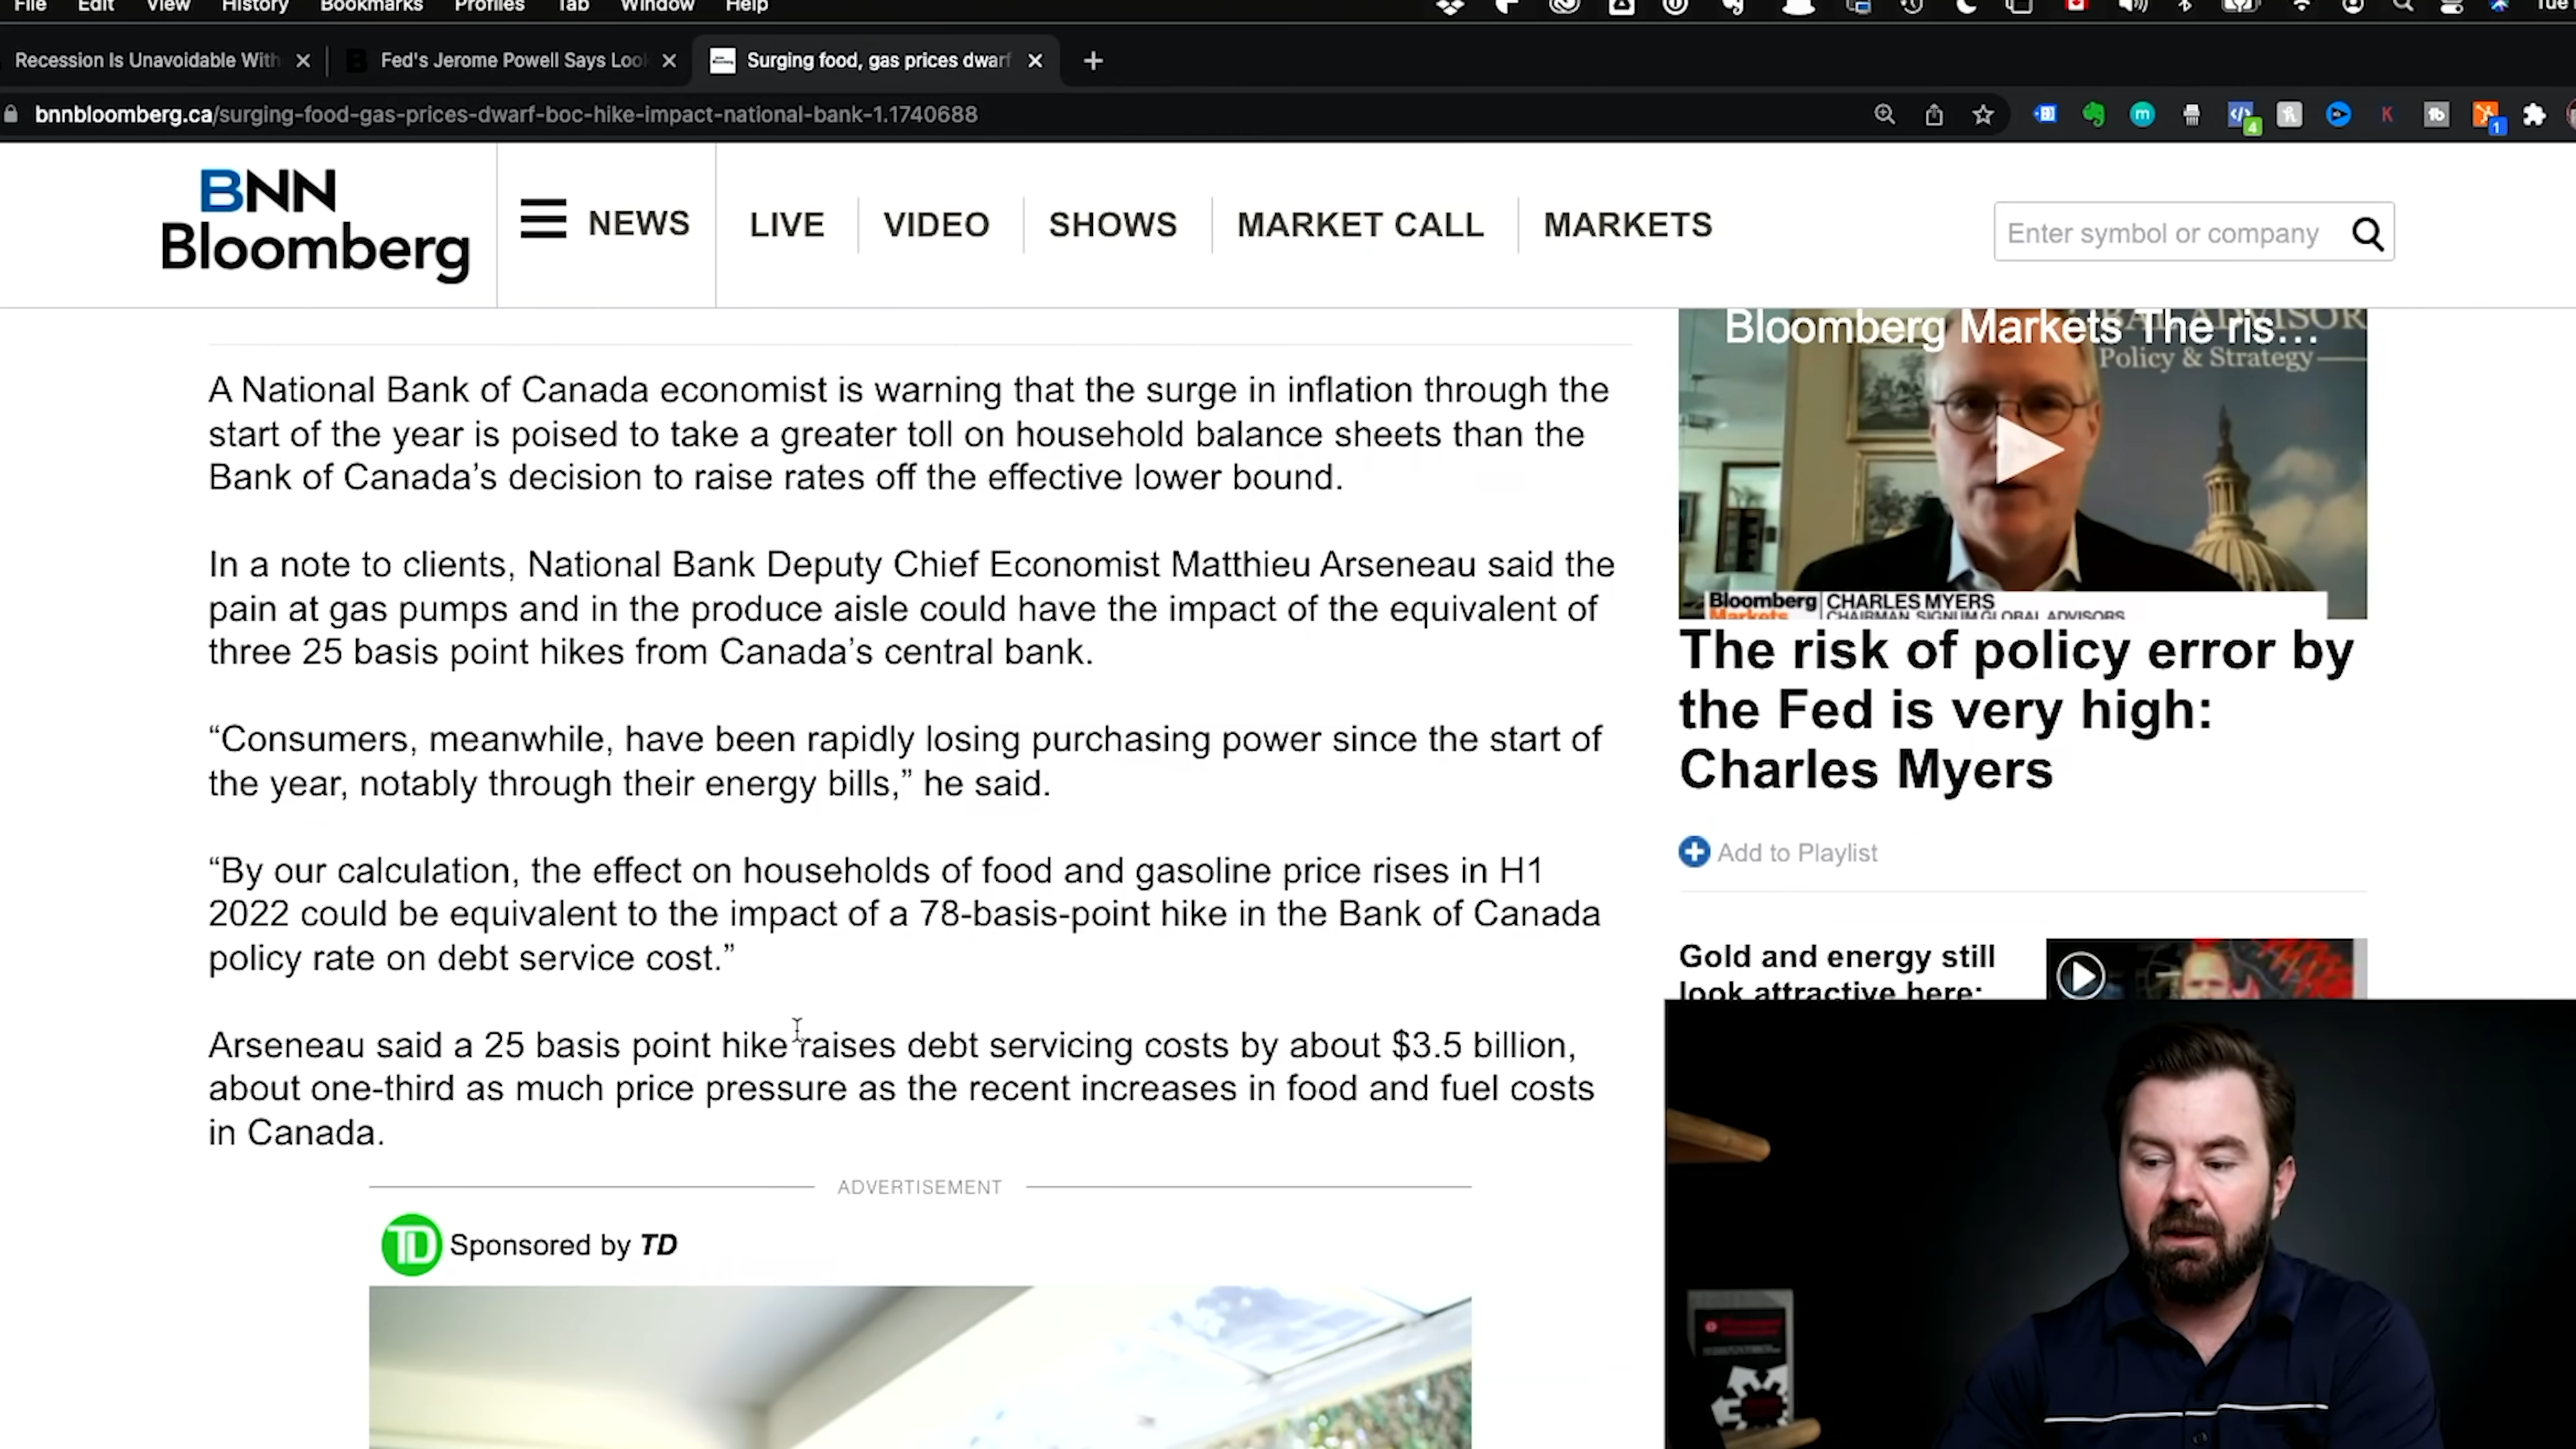 File Edit View History Bookmarks Profiles Tab Window Help
Recession Is Unavoidable With
Fed's Jerome Powell Says Loo
Surging food, gas prices dwarf
bnnbloomberg.ca/surging-food-gas-prices-dwarf-boc-hike-impact-national-bank-1.1740688
BNN
Bloomberg
NEWS
LIVE
VIDEO
SHOWS
MARKET CALL
MARKETS
Enter symbol or company
A National Bank of Canada economist is warning that the surge in inflation through the
start of the year is poised to take a greater toll on household balance sheets than the
Bank of Canada’s decision to raise rates off the effective lower bound.
In a note to clients, National Bank Deputy Chief Economist Matthieu Arseneau said the
pain at gas pumps and in the produce aisle could have the impact of the equivalent of
three 25 basis point hikes from Canada’s central bank.
“Consumers, meanwhile, have been rapidly losing purchasing power since the start of
the year, notably through their energy bills,” he said.
“By our calculation, the effect on households of food and gasoline price rises in H1
2022 could be equivalent to the impact of a 78-basis-point hike in the Bank of Canada
policy rate on debt service cost.”
Arseneau said a 25 basis point hike raises debt servicing costs by about $3.5 billion,
about one-third as much price pressure as the recent increases in food and fuel costs
in Canada.
ADVERTISEMENT
TD Sponsored by TD
Bloomberg Markets The ris...
Policy & Strategy
Bloomberg
Markets
CHARLES MYERS
CHAIRMAN, SIGNUM GLOBAL ADVISORS
The risk of policy error by
the Fed is very high:
Charles Myers
Add to Playlist
Gold and energy still
look attractive here: